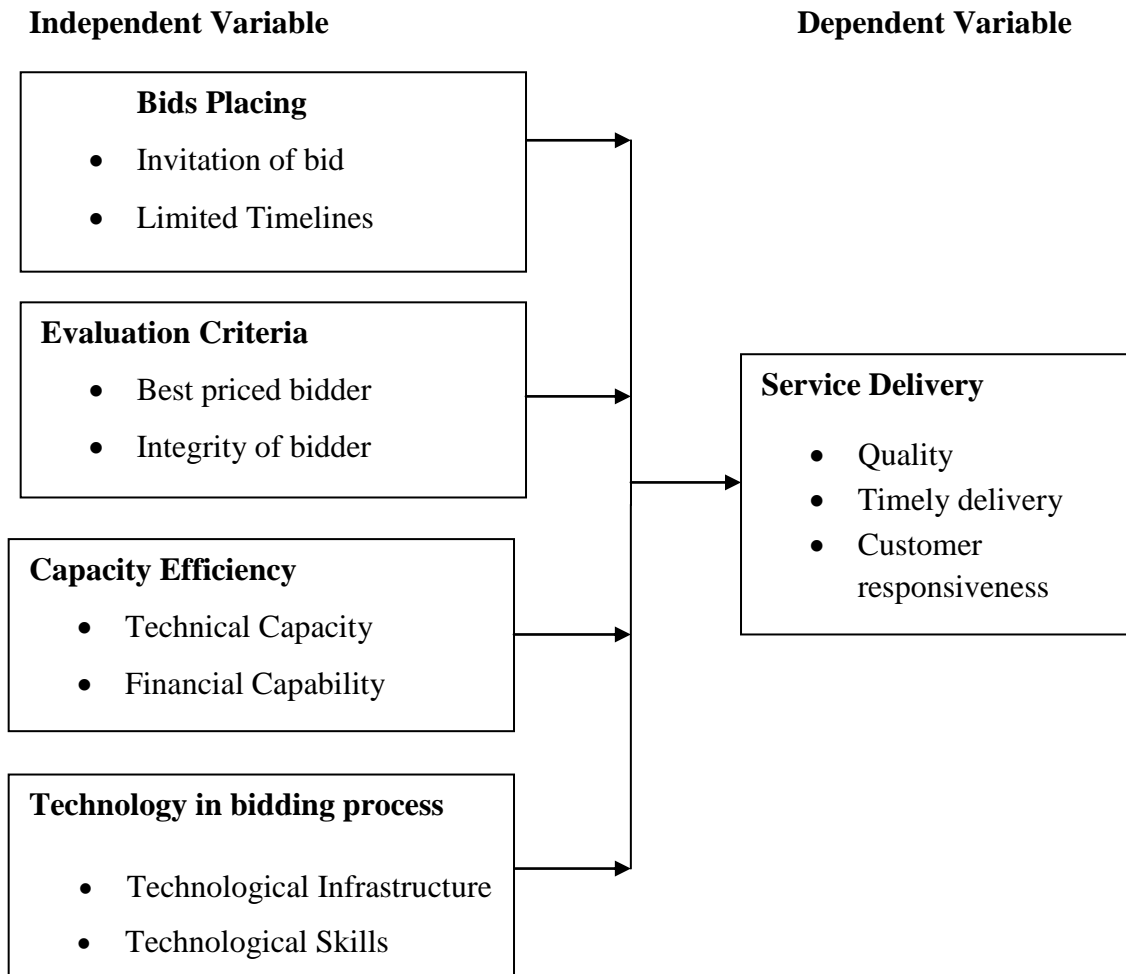 Independent Variable
Dependent Variable
Bids Placing
• Invitation of bid
• Limited Timelines
Evaluation Criteria
• Best priced bidder
• Integrity of bidder
Capacity Efficiency
• Technical Capacity
• Financial Capability
Technology in bidding process
• Technological Infrastructure
• Technological Skills
Service Delivery
• Quality
• Timely delivery
• Customer
responsiveness